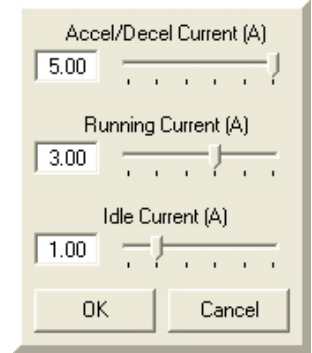 Accel/Decel Current (A)
5.00
Running Current (A)
3.00
Idle Current (A)
1.00
OK Cancel